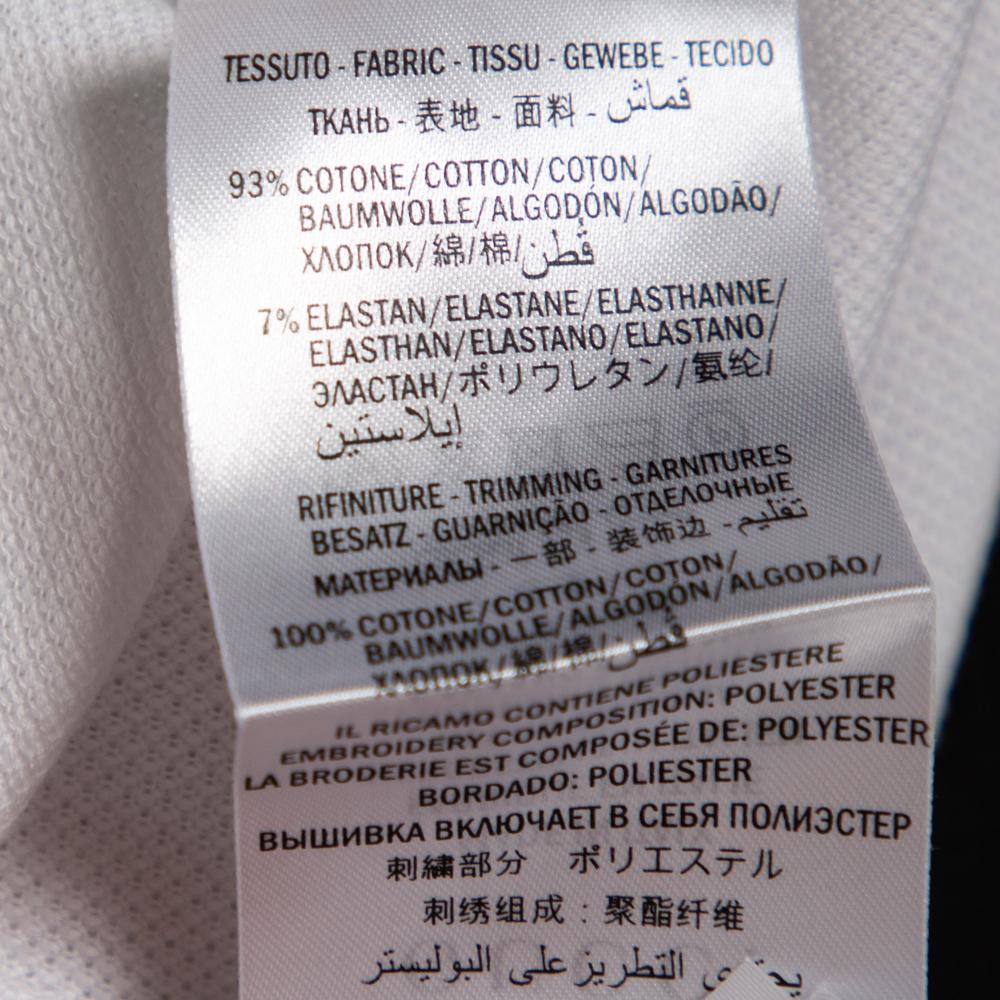 TESSUTO - FABRIC - TISSU - GEWEBE - TECIDO
ТКАНЬ - 表地 - 面料 - قماش
93% COTONE/COTTON/COTON/
BAUMWOLLE/ALGODÓN/ALGODÃO/
ХЛОПОК/綿/棉/قطن
7% ELASTAN/ELASTANE/ELASTHANNE/
ELASTHAN/ELASTANO/ELASTANO/
ЭЛАСТАН/ポリウレタン/氨纶/
إيلاستين
RIFINITURE - TRIMMING - GARNITURES
BESATZ - GUARNIÇÃO - ОТДЕЛОЧНЫЕ
МАТЕРИАЛЫ - 一部 - 装饰边 - تقليم
100% COTONE/COTTON/COTON/
BAUMWOLLE/ALGODÓN/ALGODÃO/
ХЛОПОК/綿/棉/قطن
IL RICAMO CONTIENE POLIESTERE
EMBROIDERY COMPOSITION: POLYESTER
LA BRODERIE EST COMPOSÉE DE: POLYESTER
BORDADO: POLIESTER
ВЫШИВКА ВКЛЮЧАЕТ В СЕБЯ ПОЛИЭСТЕР
刺繍部分 ポリエステル
刺绣组成：聚酯纤维
التطريز على البوليستر